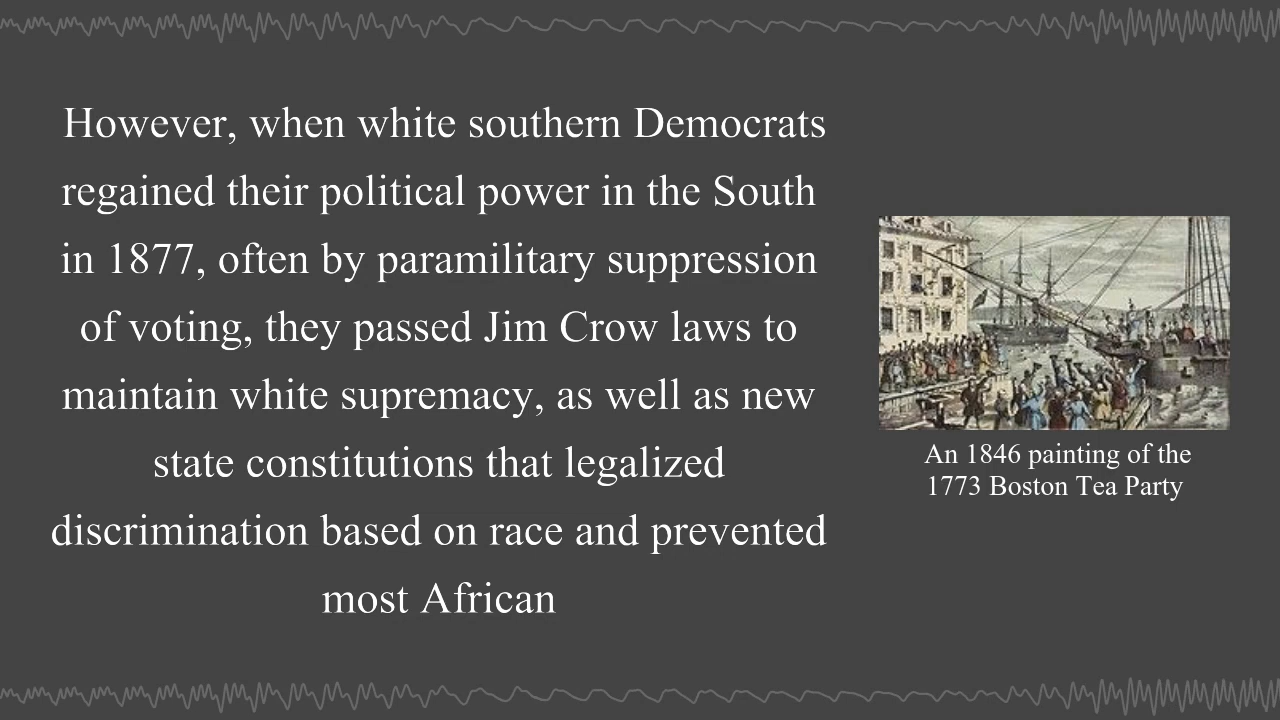 However, when white southern Democrats
regained their political power in the South
in 1877, often by paramilitary suppression
of voting, they passed Jim Crow laws to
maintain white supremacy, as well as new
state constitutions that legalized
discrimination based on race and prevented
most African
An 1846 painting of the
1773 Boston Tea Party